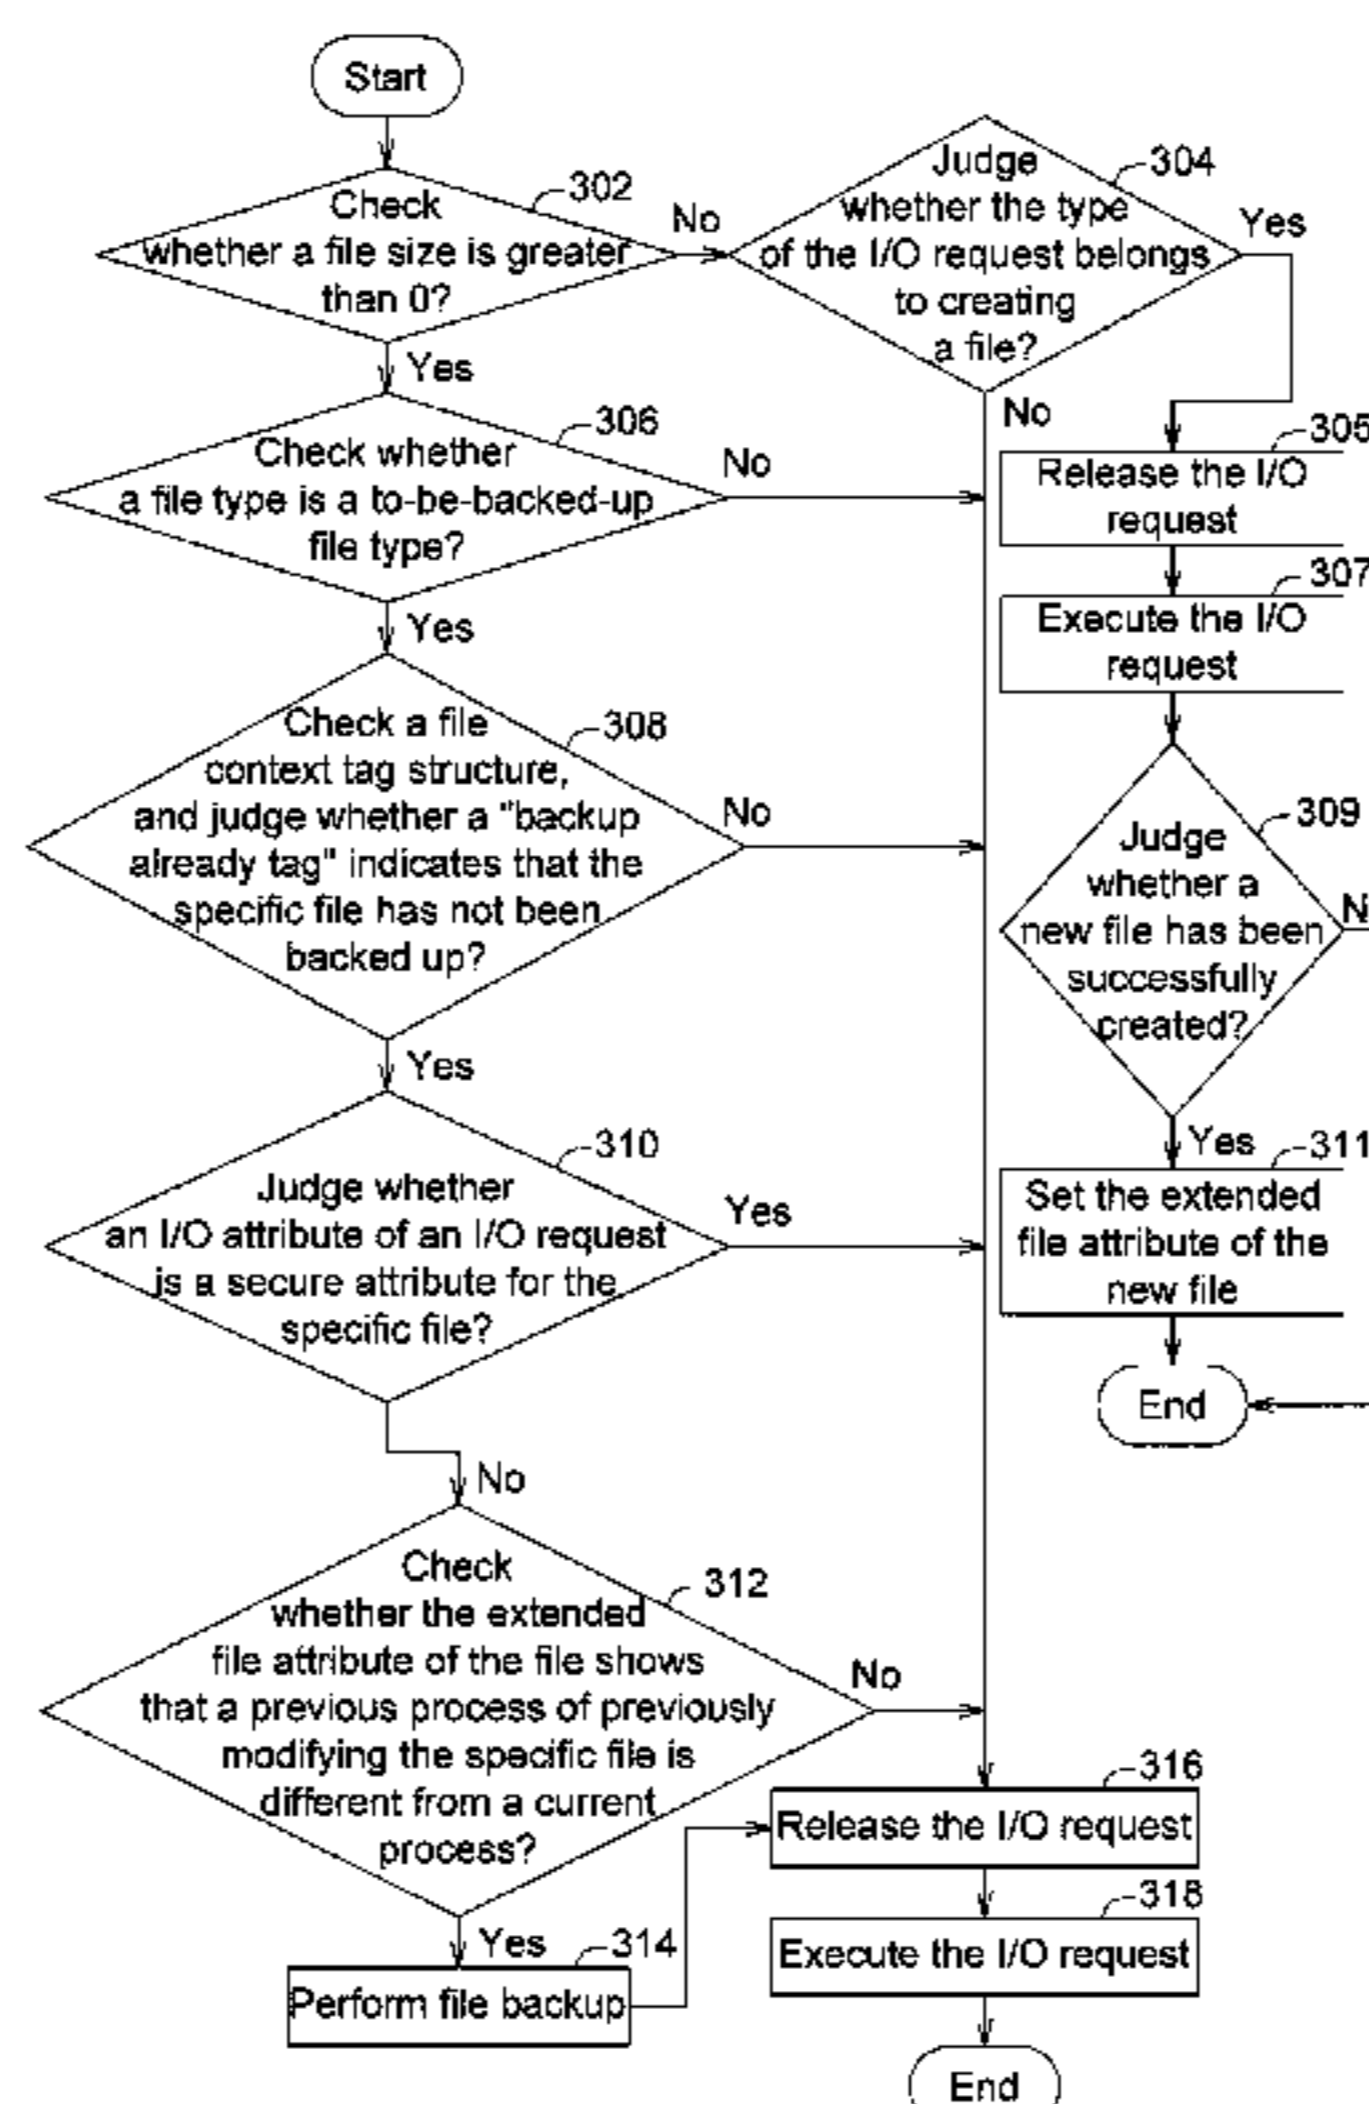 Start
302
Check
whether a file size is greater
than 0?
No
Yes
304
Judge
whether the type
of the I/O request belongs
to creating
a file?
Yes
No
305
Release the I/O
request
307
Execute the I/O
request
309
Judge
whether a
new file has been
successfully
created?
N
Yes
311
Set the extended
file attribute of the
new file
End
306
Check whether
a file type is a to-be-backed-up
file type?
No
Yes
308
Check a file
context tag structure,
and judge whether a "backup
already tag" indicates that the
specific file has not been
backed up?
No
Yes
310
Judge whether
an I/O attribute of an I/O request
is a secure attribute for the
specific file?
Yes
No
312
Check
whether the extended
file attribute of the file shows
that a previous process of previously
modifying the specific file is
different from a current
process?
No
Yes
314
Perform file backup
316
Release the I/O request
318
Execute the I/O request
End